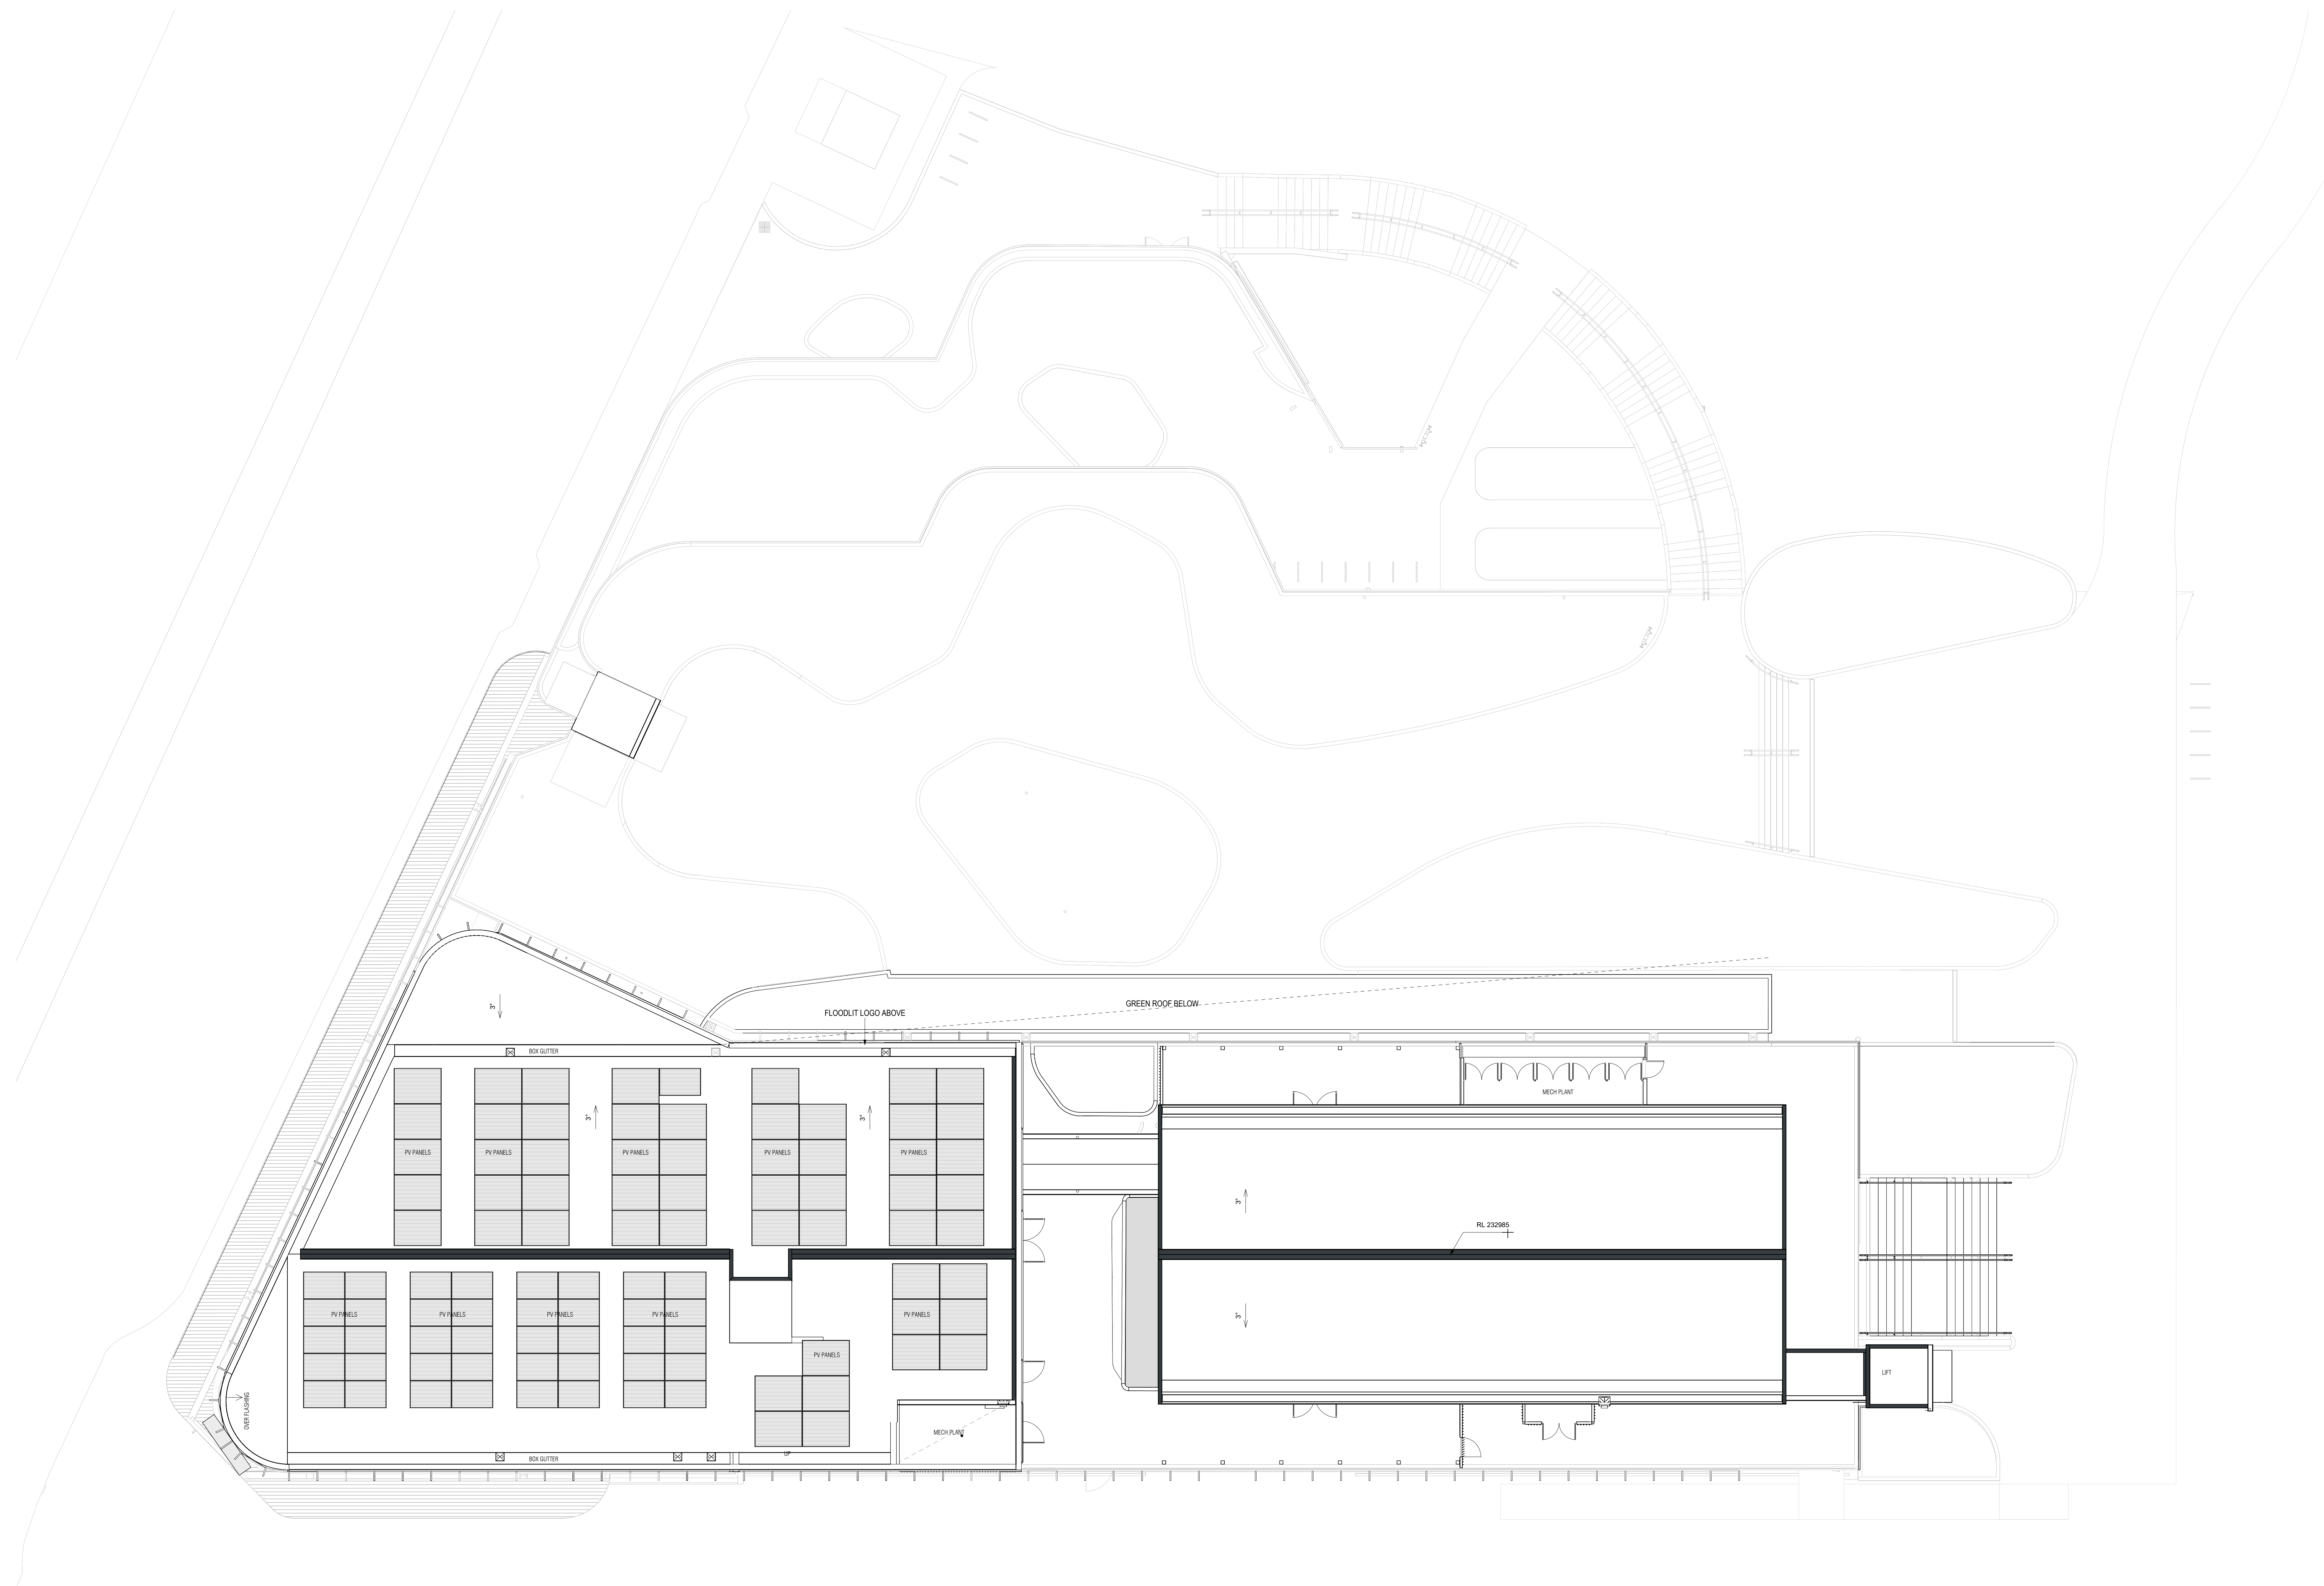 GREEN ROOF BELOW
3°
FLOODLIT LOGO ABOVE
BOX GUTTER
MECH PLANT
3°
3°
PV PANELS
PV PANELS
PV PANELS
PV PANELS
PV PANELS
3°
RL 232985
PV PANELS
PV PANELS
PV PANELS
PV PANELS
PV PANELS
3°
PV PANELS
LIFT
OVER FLASHING
MECH PLANT
UP
BOX GUTTER